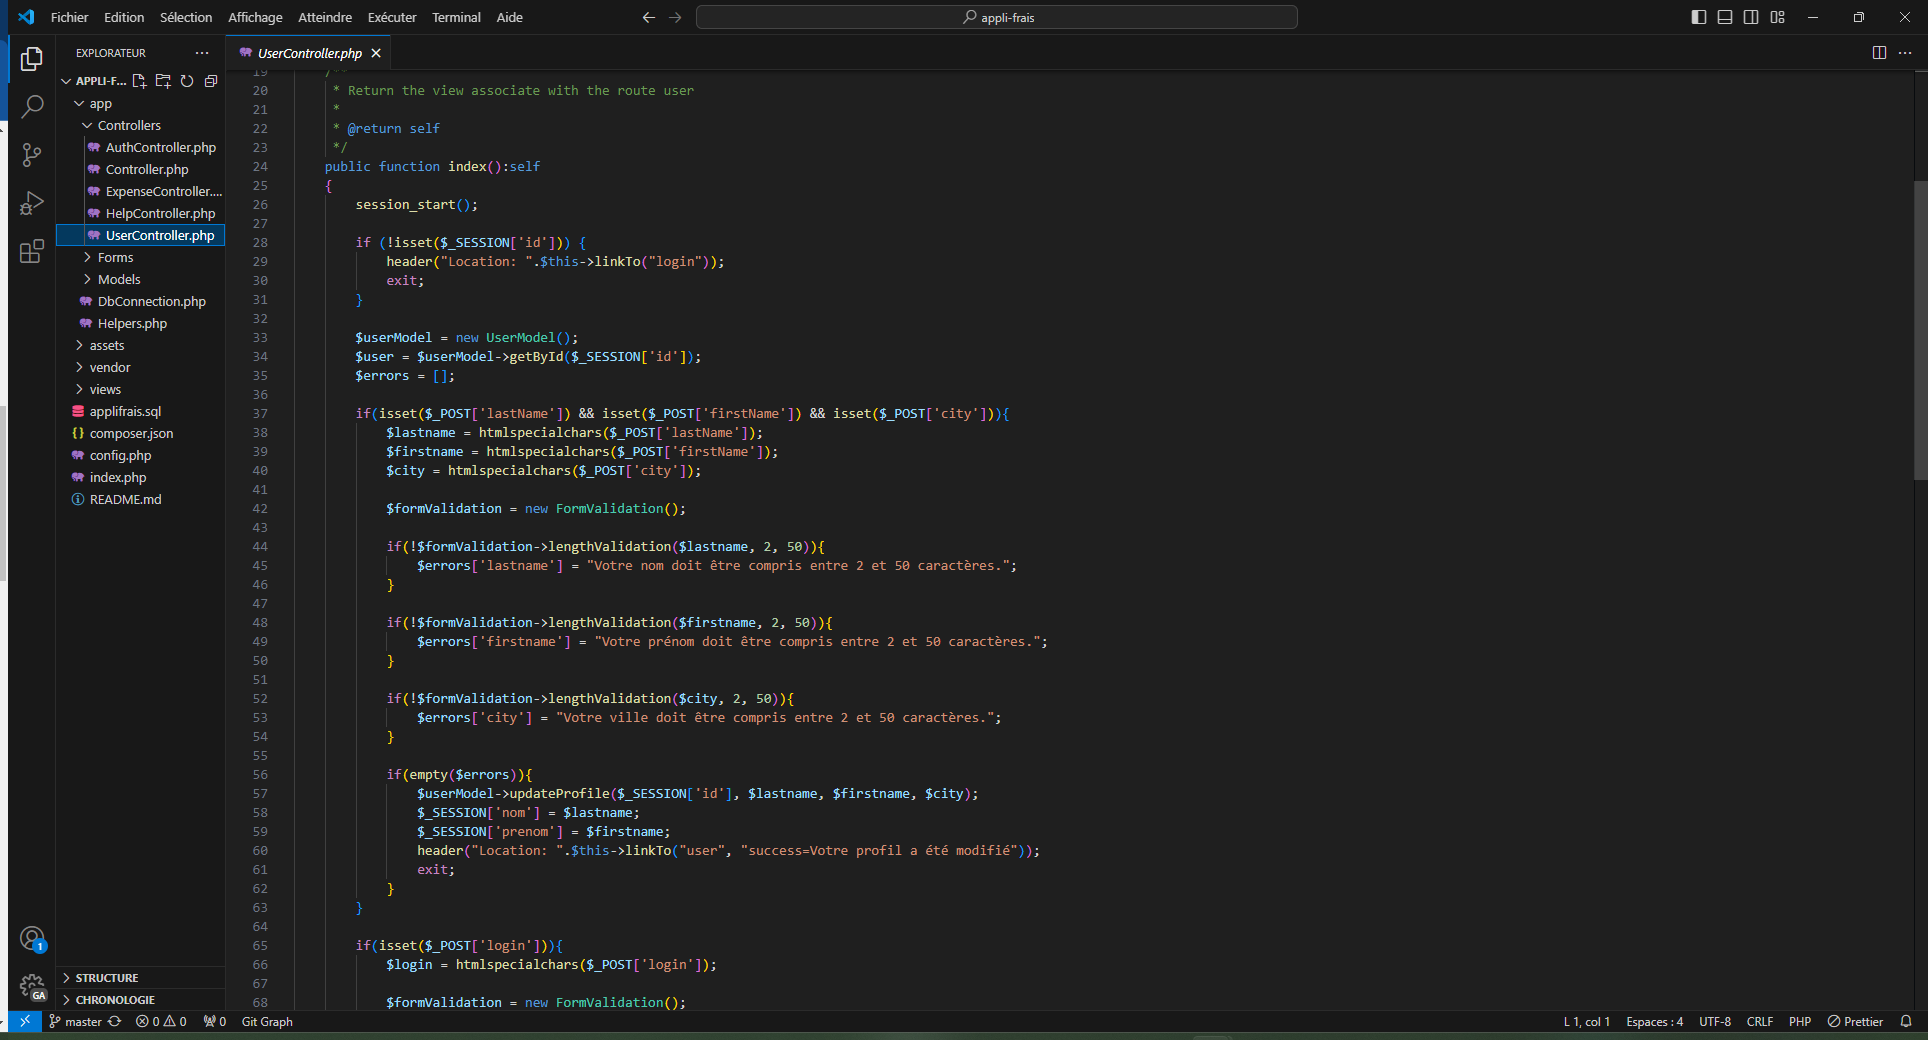 Fichier Edition Sélection Affichage Atteindre Exécuter Terminal Aide
appli-frais
EXPLORATEUR
UserController.php
APPLI-F...
app
Controllers
AuthController.php
Controller.php
ExpenseController....
HelpController.php
UserController.php
Forms
Models
DbConnection.php
Helpers.php
assets
vendor
views
applifrais.sql
composer.json
config.php
index.php
README.md
STRUCTURE
CHRONOLOGIE
19 /**
20 * Return the view associate with the route user
21 *
22 * @return self
23 */
24 public function index():self
25 {
26 session_start();
27
28 if (!isset($_SESSION['id'])) {
29 header("Location: ".$this->linkTo("login"));
30 exit;
31 }
32
33 $userModel = new UserModel();
34 $user = $userModel->getById($_SESSION['id']);
35 $errors = [];
36
37 if(isset($_POST['lastName']) && isset($_POST['firstName']) && isset($_POST['city'])){
38 $lastname = htmlspecialchars($_POST['lastName']);
39 $firstname = htmlspecialchars($_POST['firstName']);
40 $city = htmlspecialchars($_POST['city']);
41
42 $formValidation = new FormValidation();
43
44 if(!$formValidation->lengthValidation($lastname, 2, 50)){
45 $errors['lastname'] = "Votre nom doit être compris entre 2 et 50 caractères.";
46 }
47
48 if(!$formValidation->lengthValidation($firstname, 2, 50)){
49 $errors['firstname'] = "Votre prénom doit être compris entre 2 et 50 caractères.";
50 }
51
52 if(!$formValidation->lengthValidation($city, 2, 50)){
53 $errors['city'] = "Votre ville doit être compris entre 2 et 50 caractères.";
54 }
55
56 if(empty($errors)){
57 $userModel->updateProfile($_SESSION['id'], $lastname, $firstname, $city);
58 $_SESSION['nom'] = $lastname;
59 $_SESSION['prenom'] = $firstname;
60 header("Location: ".$this->linkTo("user", "success=Votre profil a été modifié"));
61 exit;
62 }
63 }
64
65 if(isset($_POST['login'])){
66 $login = htmlspecialchars($_POST['login']);
67
68 $formValidation = new FormValidation();
1
GA
master 0 0 0 Git Graph
L 1, col 1 Espaces : 4 UTF-8 CRLF PHP Prettier